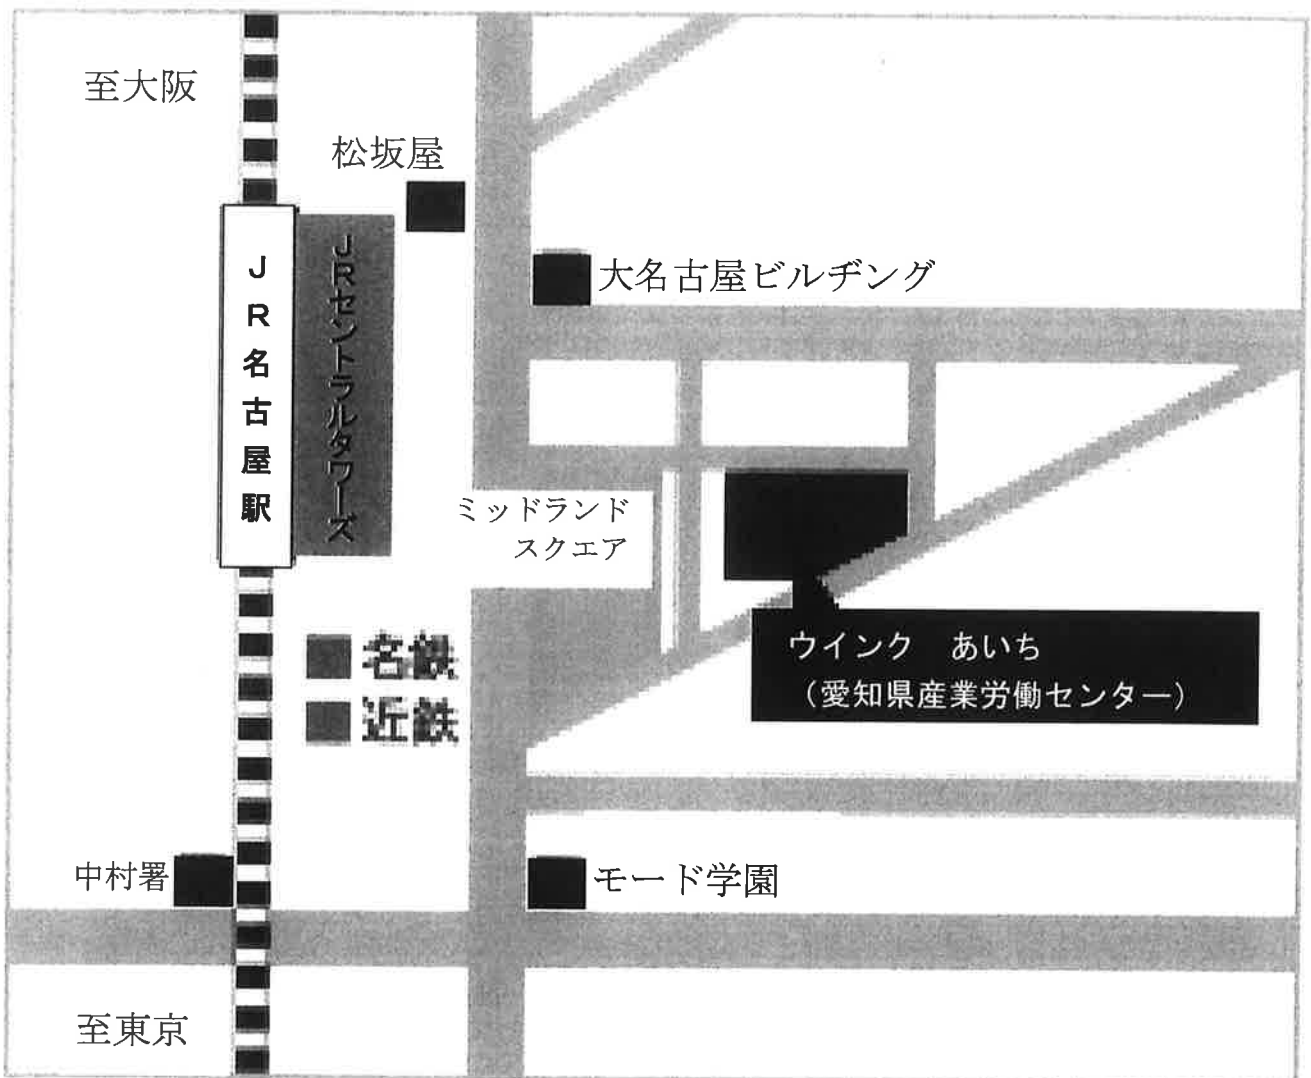 至大阪
松坂屋
JR名古屋駅
JRセントラルタワーズ
大名古屋ビルヂング
ミッドランド
スクエア
名鉄
近鉄
ウインク　あいち
（愛知県産業労働センター）
中村署
モード学園
至東京